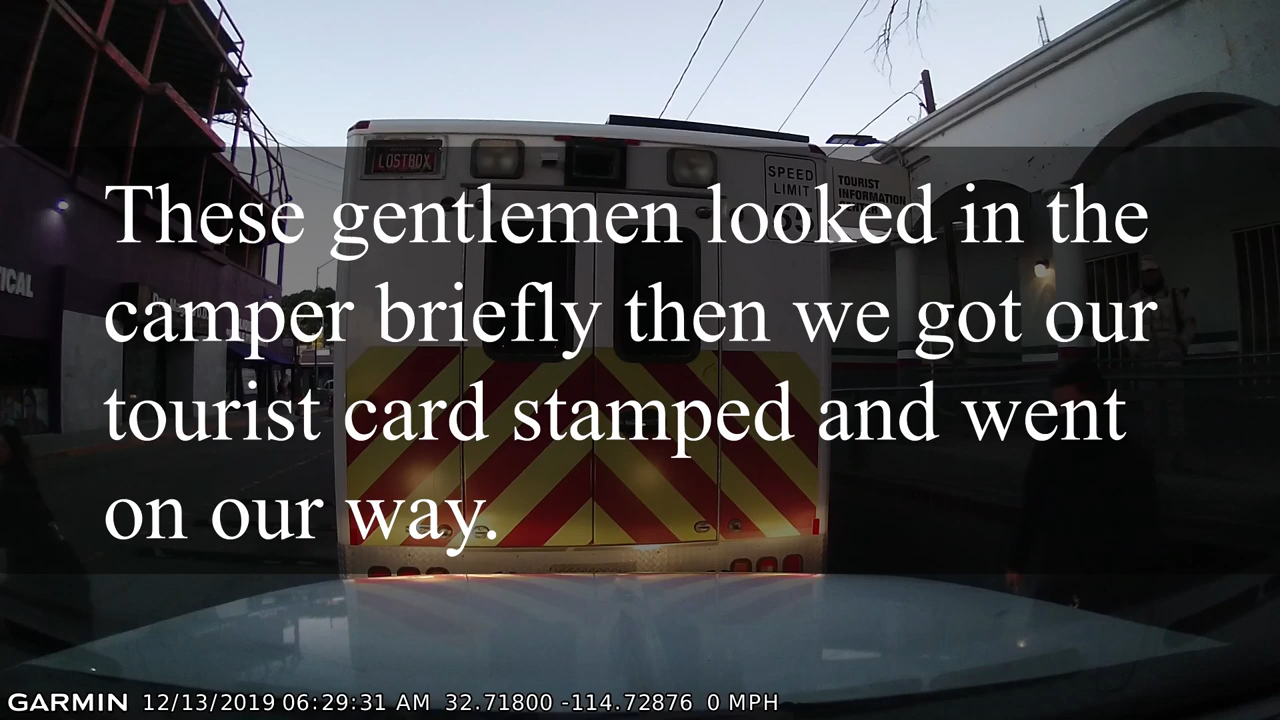 LOSTBOX
SPEED
LIMIT
55
TOURIST
INFORMATION
ICAL
These gentlemen looked in the
camper briefly then we got our
tourist card stamped and went
on our way.
GARMIN 12/13/2019 06:29:31 AM 32.71800 -114.72876 0 MPH